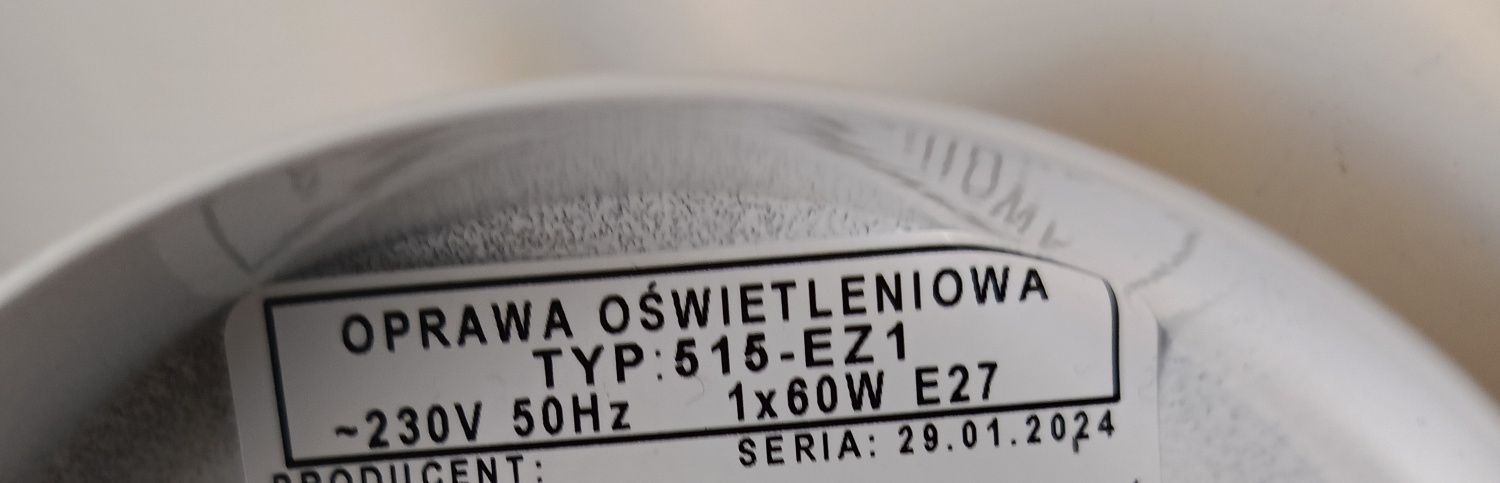 OPRAWA OŚWIETLENIOWA
TYP:515-EZ1
~230V 50Hz 1x60W E27
SERIA: 29.01.2024
PRODUCENT: